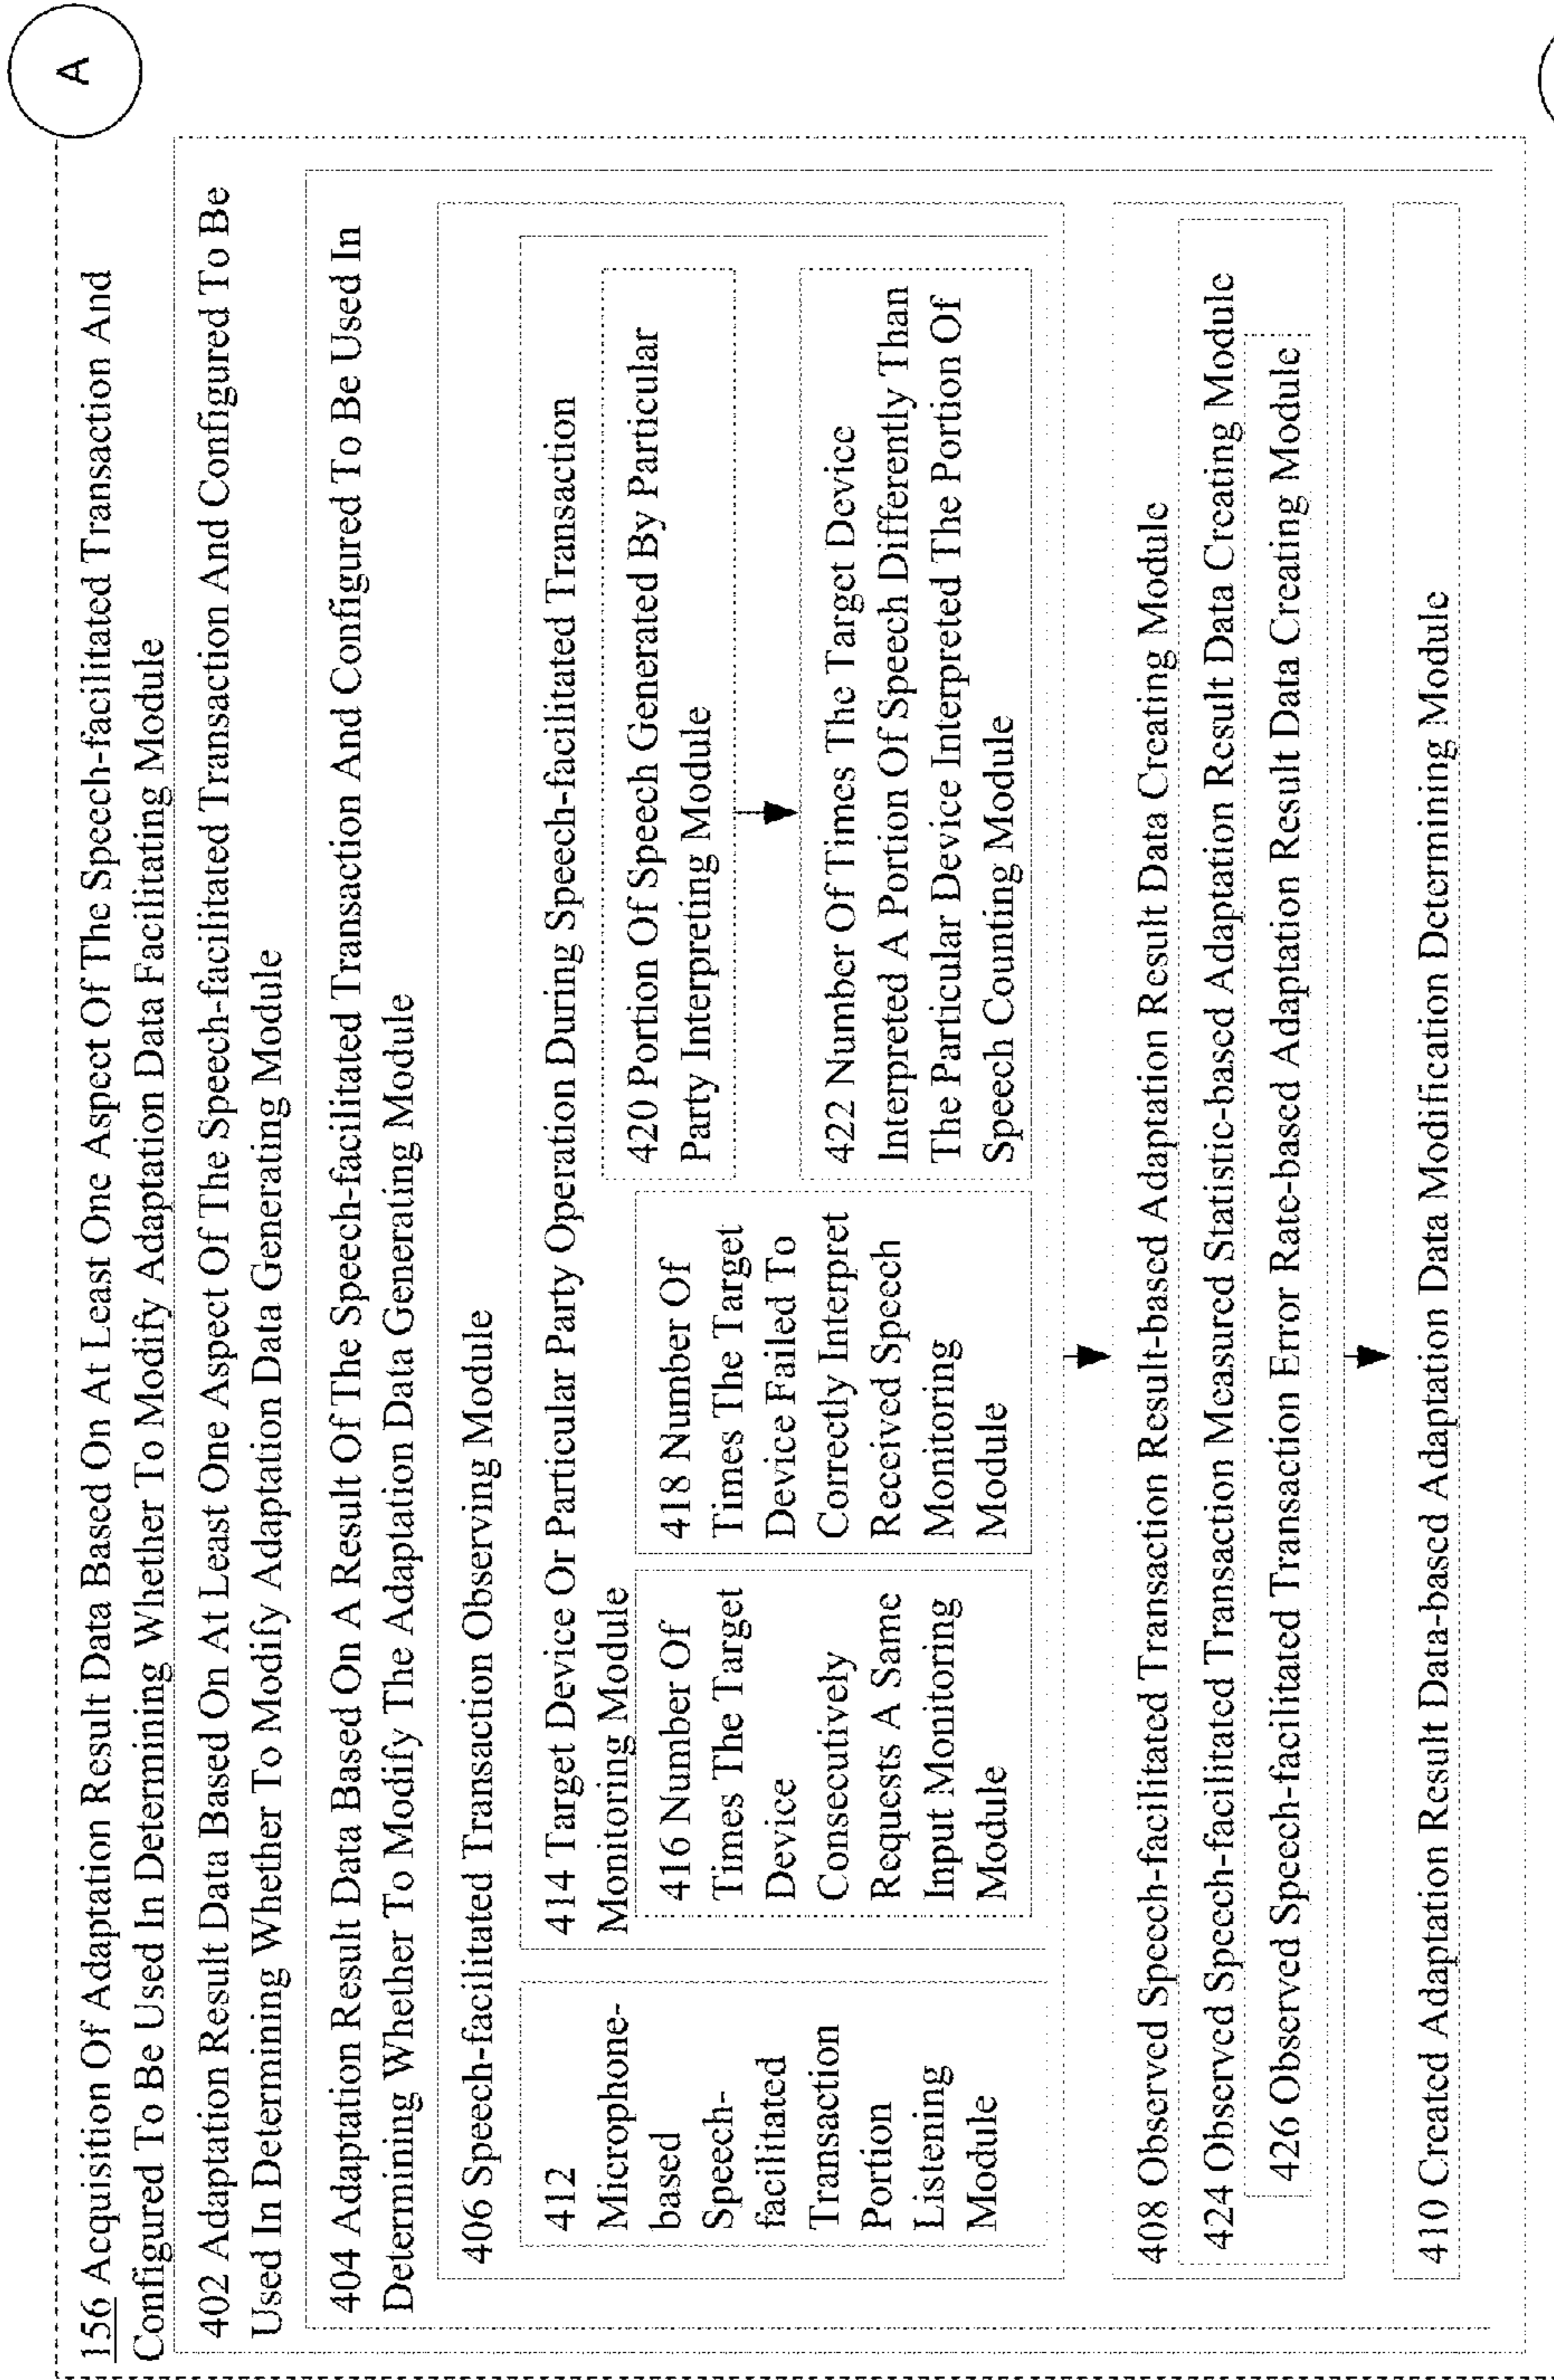 A
156 Acquisition Of Adaptation Result Data Based On At Least One Aspect Of The Speech-facilitated Transaction And
Configured To Be Used In Determining Whether To Modify Adaptation Data Facilitating Module
402 Adaptation Result Data Based On At Least One Aspect Of The Speech-facilitated Transaction And Configured To Be
Used In Determining Whether To Modify Adaptation Data Generating Module
404 Adaptation Result Data Based On A Result Of The Speech-facilitated Transaction And Configured To Be Used In
Determining Whether To Modify The Adaptation Data Generating Module
406 Speech-facilitated Transaction Observing Module
412
Microphone-
based
Speech-
facilitated
Transaction
Portion
Listening
Module
414 Target Device Or Particular Party Operation During Speech-facilitated Transaction
Monitoring Module
416 Number Of
Times The Target
Device
Consecutively
Requests A Same
Input Monitoring
Module
418 Number Of
Times The Target
Device Failed To
Correctly Interpret
Received Speech
Monitoring
Module
420 Portion Of Speech Generated By Particular
Party Interpreting Module
422 Number Of Times The Target Device
Interpreted A Portion Of Speech Differently Than
The Particular Device Interpreted The Portion Of
Speech Counting Module
408 Observed Speech-facilitated Transaction Result-based Adaptation Result Data Creating Module
424 Observed Speech-facilitated Transaction Measured Statistic-based Adaptation Result Data Creating Module
426 Observed Speech-facilitated Transaction Error Rate-based Adaptation Result Data Creating Module
410 Created Adaptation Result Data-based Adaptation Data Modification Determining Module